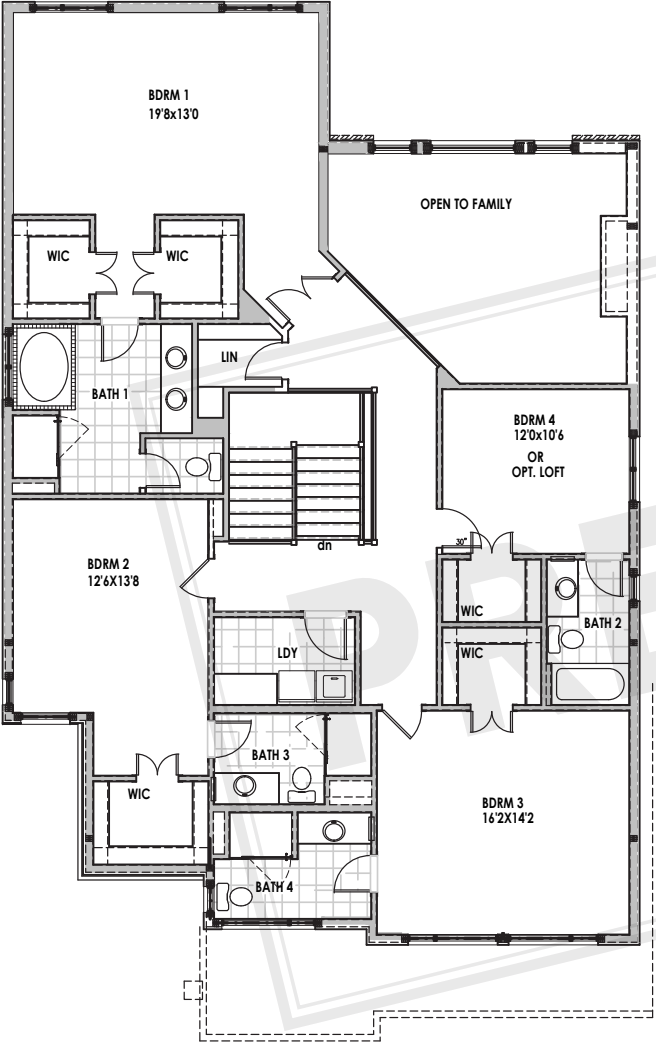 BDRM 1
19'8x13'0
OPEN TO FAMILY
WIC
WIC
LIN
BATH 1
BDRM 4
12'0x10'6
OR
OPT. LOFT
30"
dn
BDRM 2
12'6X13'8
WIC
BATH 2
LDY
WIC
BATH 3
WIC
BDRM 3
16'2X14'2
BATH 4
PRE